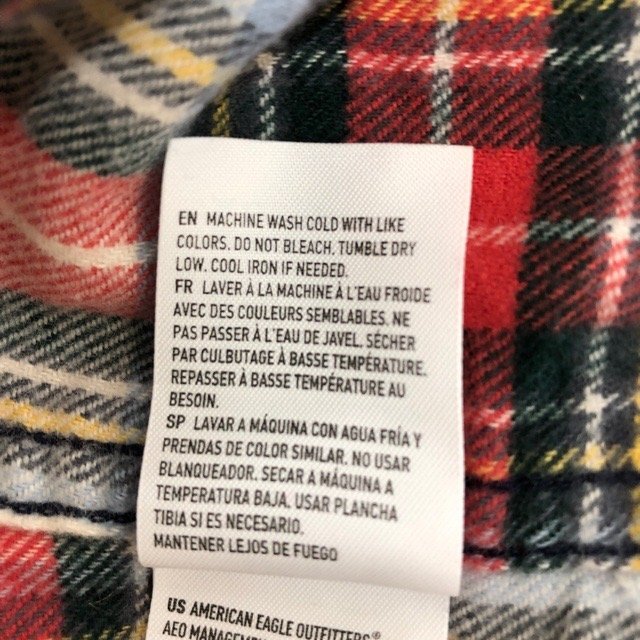 EN MACHINE WASH COLD WITH LIKE
COLORS. DO NOT BLEACH. TUMBLE DRY
LOW. COOL IRON IF NEEDED.
FR LAVER À LA MACHINE À L'EAU FROIDE
AVEC DES COULEURS SEMBLABLES. NE
PAS PASSER À L'EAU DE JAVEL. SÉCHER
PAR CULBUTAGE À BASSE TEMPÉRATURE.
REPASSER À BASSE TEMPÉRATURE AU
BESOIN.
SP LAVAR A MÁQUINA CON AGUA FRÍA Y
PRENDAS DE COLOR SIMILAR. NO USAR
BLANQUEADOR. SECAR A MÁQUINA A
TEMPERATURA BAJA. USAR PLANCHA
TIBIA SI ES NECESARIO.
MANTENER LEJOS DE FUEGO
US AMERICAN EAGLE OUTFITTERS
AEO MANAGEMEN